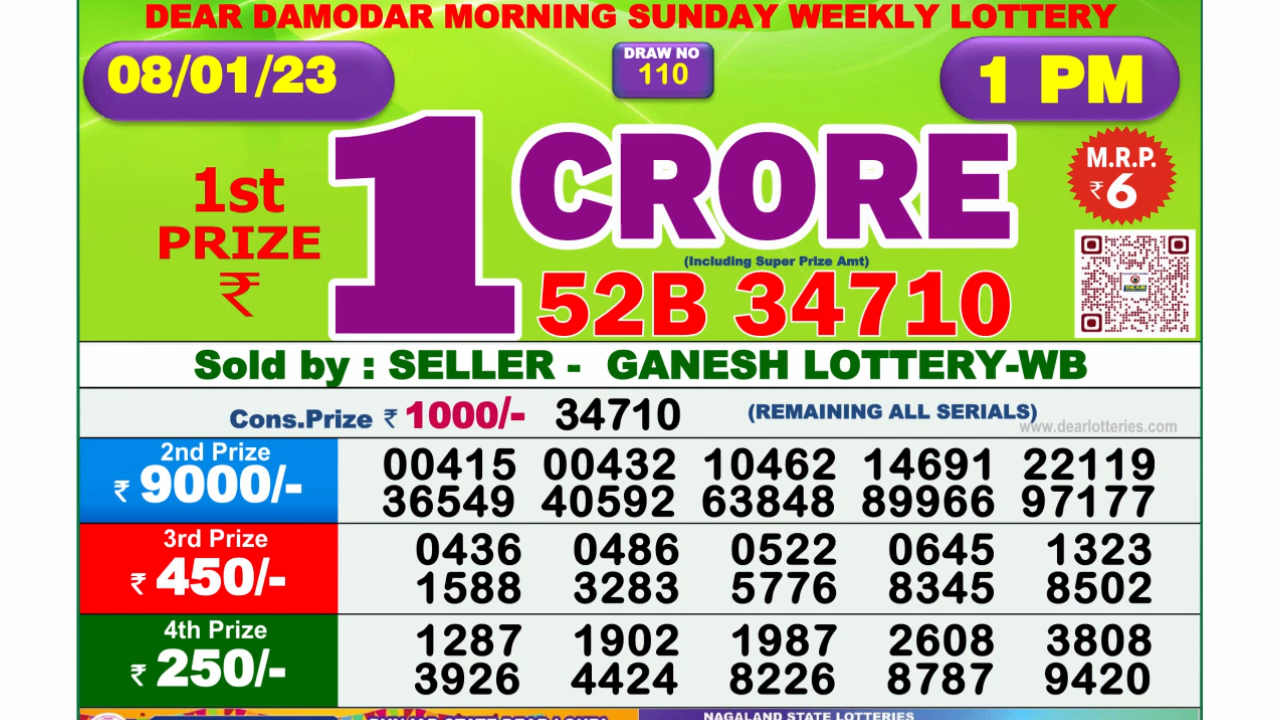 DEAR DAMODAR MORNING SUNDAY WEEKLY LOTTERY
08/01/23
DRAW NO
110
1 PM
1st
PRIZE
₹
1 CRORE
(Including Super Prize Amt)
52B 34710
M.R.P.
₹6
DEAR
Sold by : SELLER - GANESH LOTTERY-WB
Cons.Prize ₹ 1000/- 34710 (REMAINING ALL SERIALS)
www.dearlotteries.com
2nd Prize
₹ 9000/-
00415 00432 10462 14691 22119
36549 40592 63848 89966 97177
3rd Prize
₹ 450/-
0436 0486 0522 0645 1323
1588 3283 5776 8345 8502
4th Prize
₹ 250/-
1287 1902 1987 2608 3808
3926 4424 8226 8787 9420
NAGALAND STATE LOTTERIES